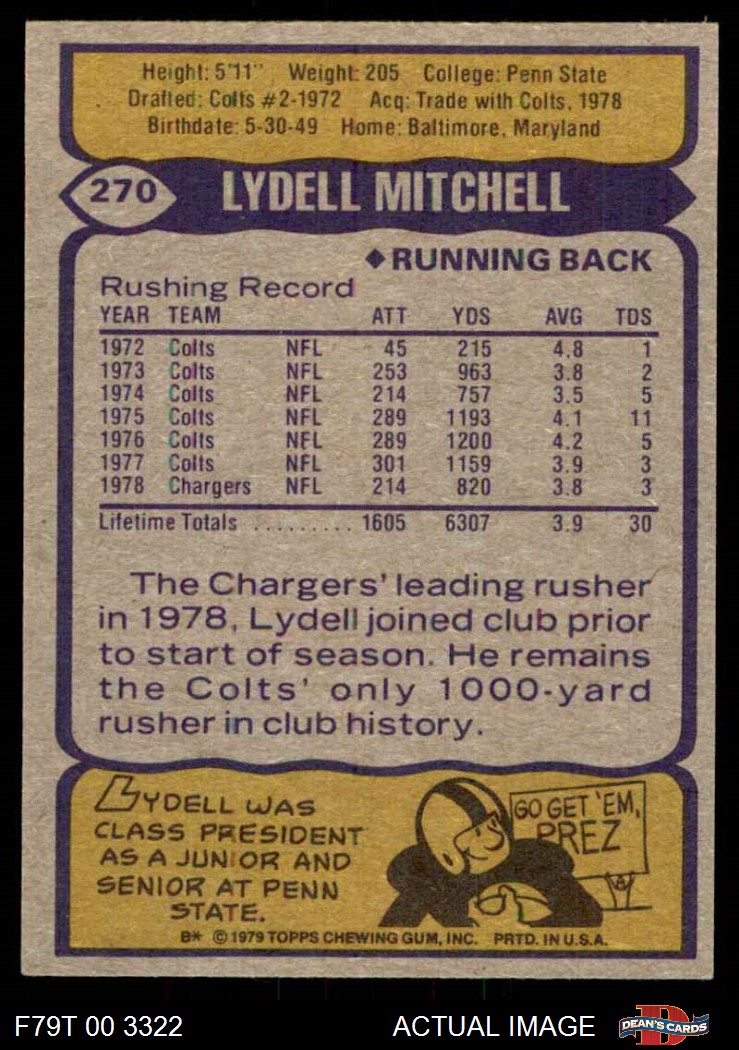 Height: 5'11" Weight: 205 College: Penn State
Drafted: Colts #2-1972 Acq: Trade with Colts, 1978
Birthdate: 5-30-49 Home: Baltimore, Maryland
270 LYDELL MITCHELL
◆RUNNING BACK
Rushing Record
YEAR TEAM ATT YDS AVG TDS
1972 Colts NFL 45 215 4.8 1
1973 Colts NFL 253 963 3.8 2
1974 Colts NFL 214 757 3.5 5
1975 Colts NFL 289 1193 4.1 11
1976 Colts NFL 289 1200 4.2 5
1977 Colts NFL 301 1159 3.9 3
1978 Chargers NFL 214 820 3.8 3
Lifetime Totals ......... 1605 6307 3.9 30
The Chargers' leading rusher
in 1978, Lydell joined club prior
to start of season. He remains
the Colts' only 1000-yard
rusher in club history.
LYDELL WAS
CLASS PRESIDENT
AS A JUNIOR AND
SENIOR AT PENN
STATE.
GO GET 'EM,
PREZ
B* © 1979 TOPPS CHEWING GUM, INC. PRTD. IN U.S.A.
F79T 00 3322 ACTUAL IMAGE D DEAN'S CARDS